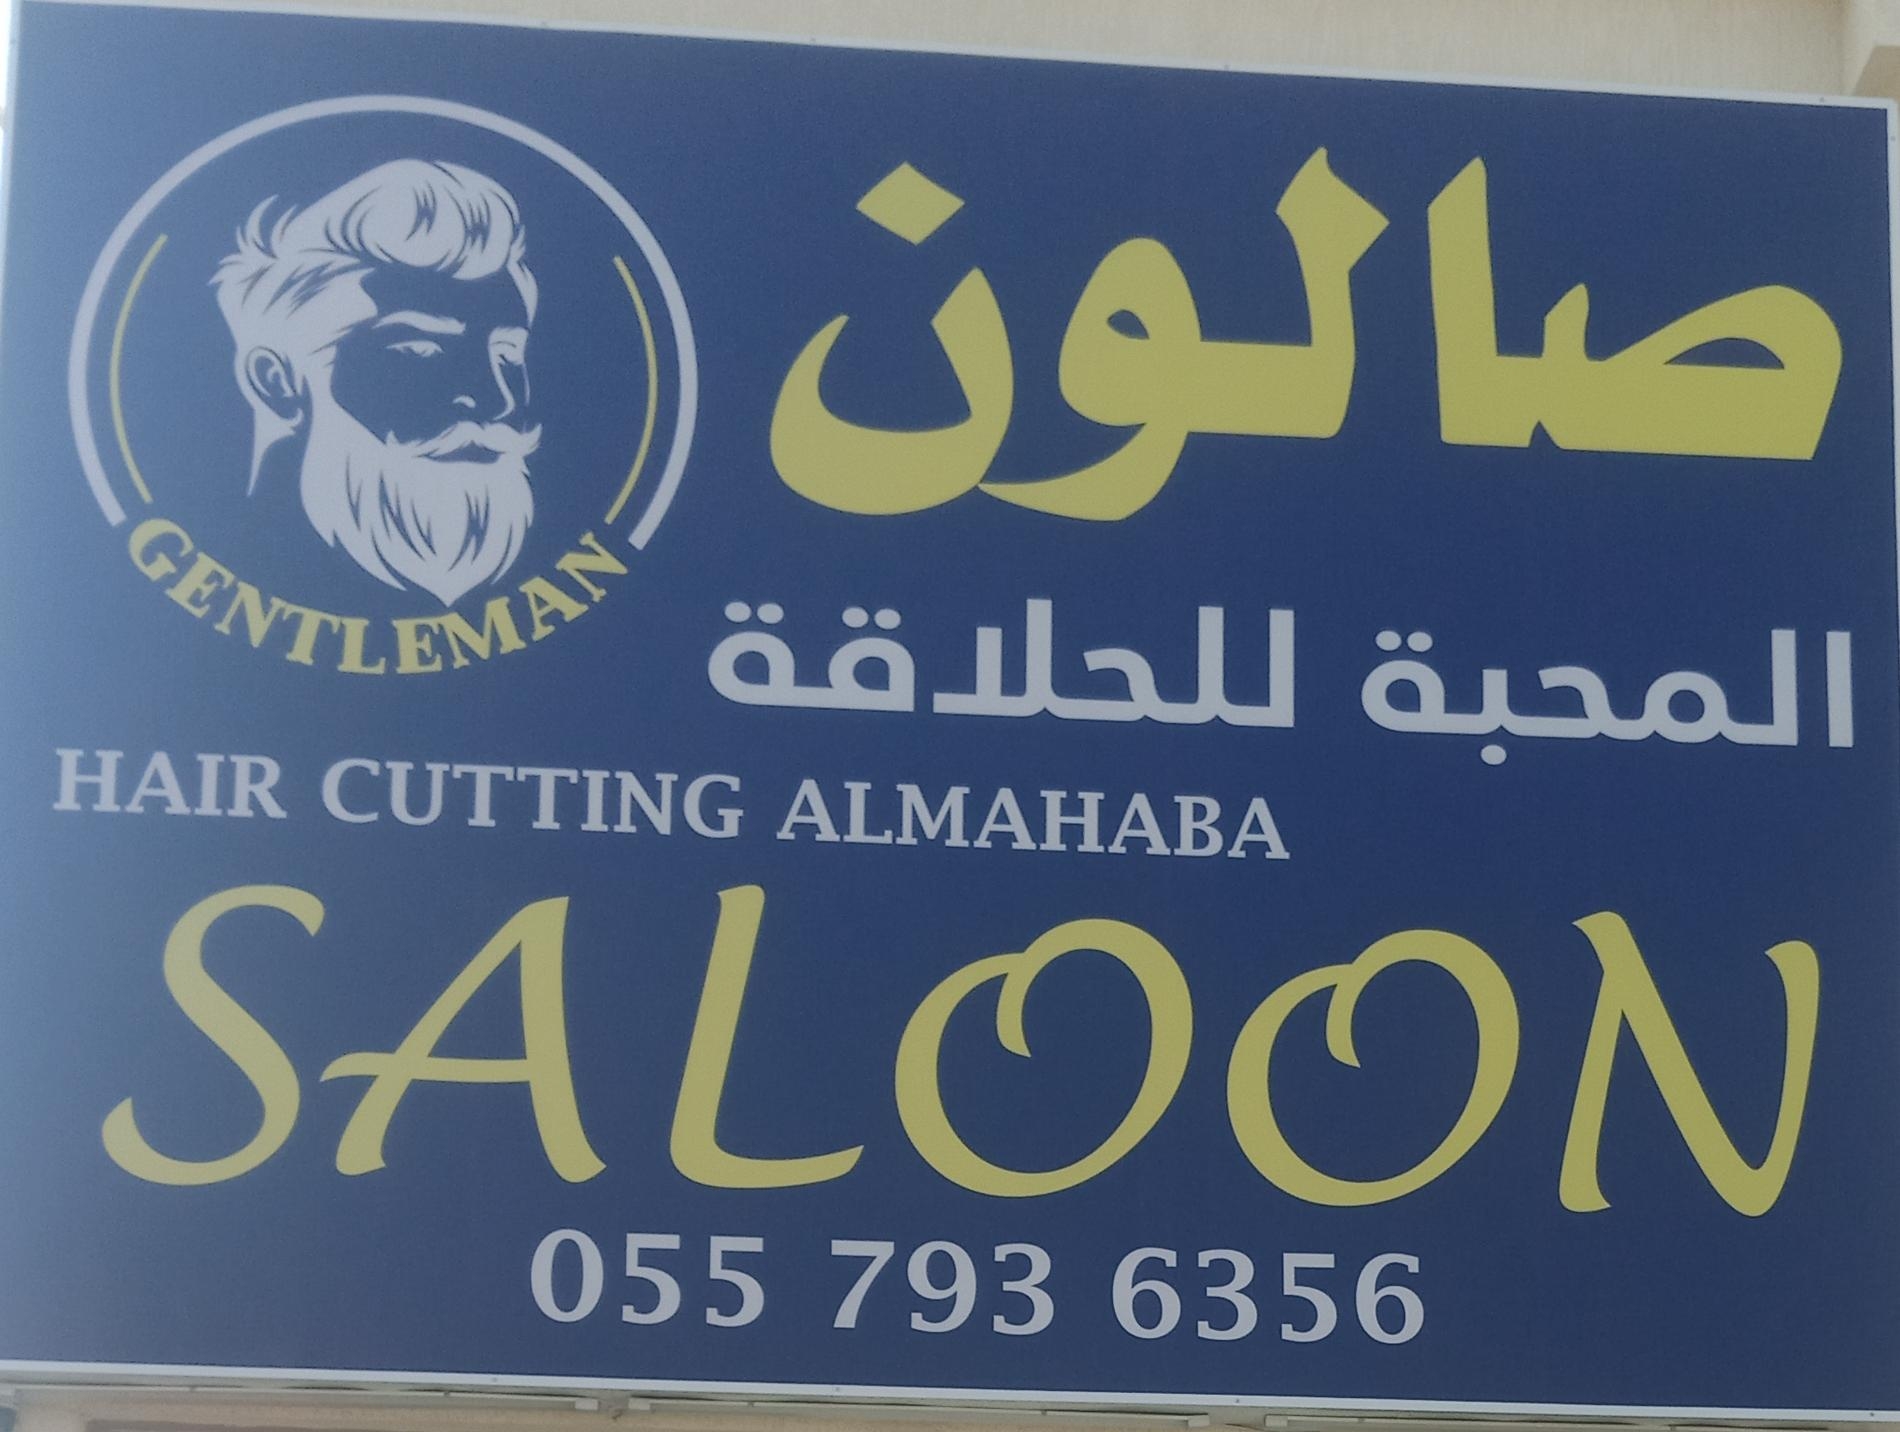 صالون
GENTLEMAN
المحبة للحلاقة
HAIR CUTTING ALMAHABA
SALOON
055 793 6356